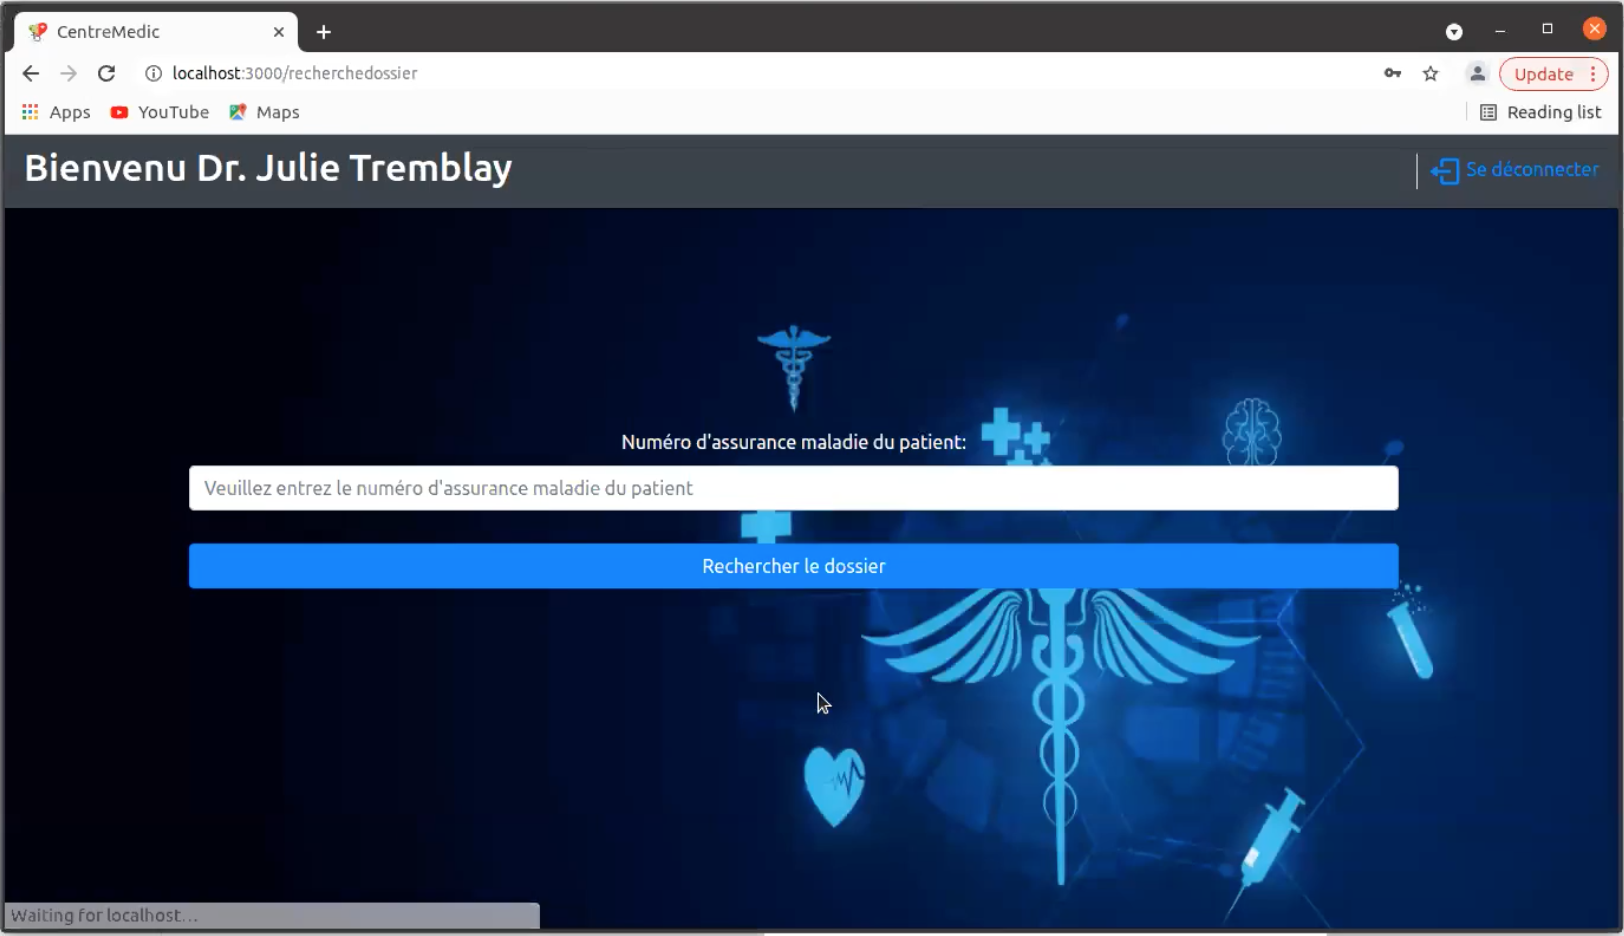 CentreMedic
localhost:3000/recherchedossier
Update
Apps YouTube Maps Reading list
Bienvenu Dr. Julie Tremblay
Se déconnecter
Numéro d'assurance maladie du patient:
Veuillez entrez le numéro d'assurance maladie du patient
Rechercher le dossier
Waiting for localhost...